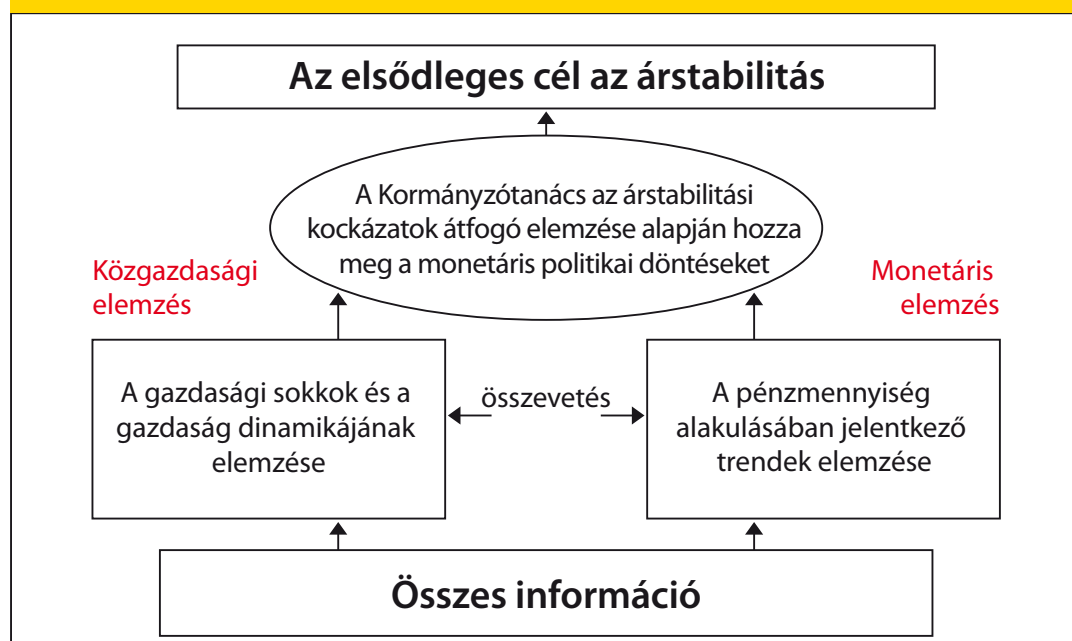 Az elsődleges cél az árstabilitás
A Kormányzótanács az árstabilitási
kockázatok átfogó elemzése alapján hozza
meg a monetáris politikai döntéseket
Közgazdasági
elemzés
Monetáris
elemzés
A gazdasági sokkok és a
gazdaság dinamikájának
elemzése
összevetés
A pénzmennyiség
alakulásában jelentkező
trendek elemzése
Összes információ